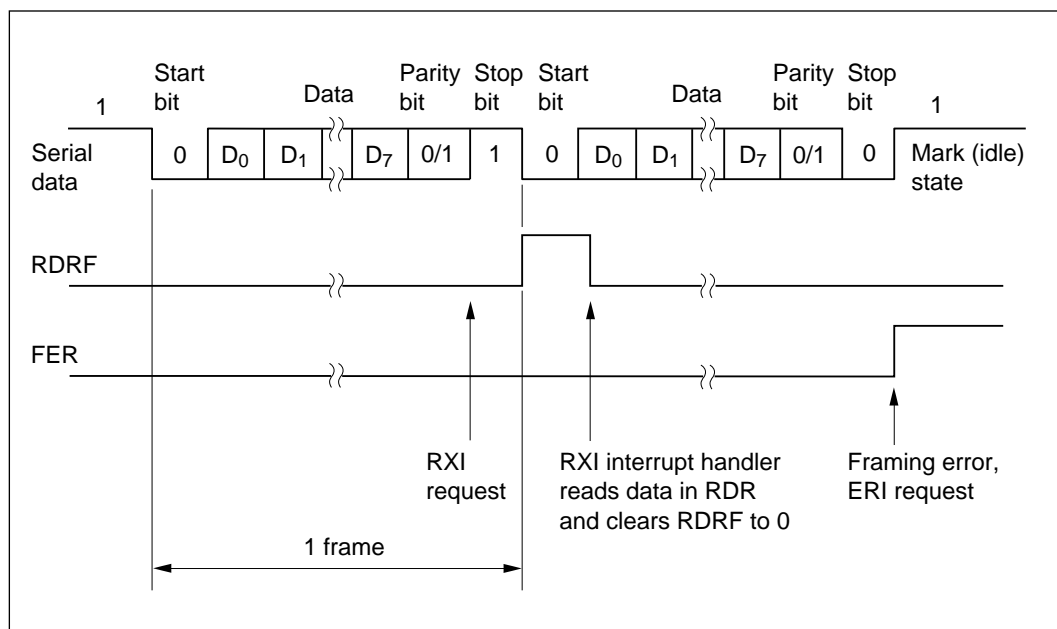 Start bit Data Parity bit Stop bit Start bit Data Parity bit Stop bit
1 1
Serial data 0 D₀ D₁ D₇ 0/1 1 0 D₀ D₁ D₇ 0/1 0 Mark (idle) state
RDRF
FER
RXI request
RXI interrupt handler reads data in RDR and clears RDRF to 0
Framing error, ERI request
1 frame